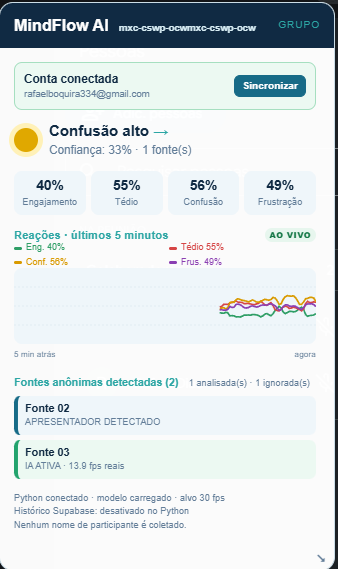 MindFlow AI mxc-cswp-ocwmxc-cswp-ocw GRUPO
Conta conectada
rafaelboquira334@gmail.com
Sincronizar
Confusão alto →
Confiança: 33% · 1 fonte(s)
40% 55% 56% 49%
Engajamento Tédio Confusão Frustração
Reações · últimos 5 minutos AO VIVO
Eng. 40% Tédio 55%
Conf. 56% Frus. 49%
5 min atrás agora
Fontes anônimas detectadas (2) 1 analisada(s) · 1 ignorada(s)
Fonte 02
APRESENTADOR DETECTADO
Fonte 03
IA ATIVA · 13.9 fps reais
Python conectado · modelo carregado · alvo 30 fps
Histórico Supabase: desativado no Python
Nenhum nome de participante é coletado.